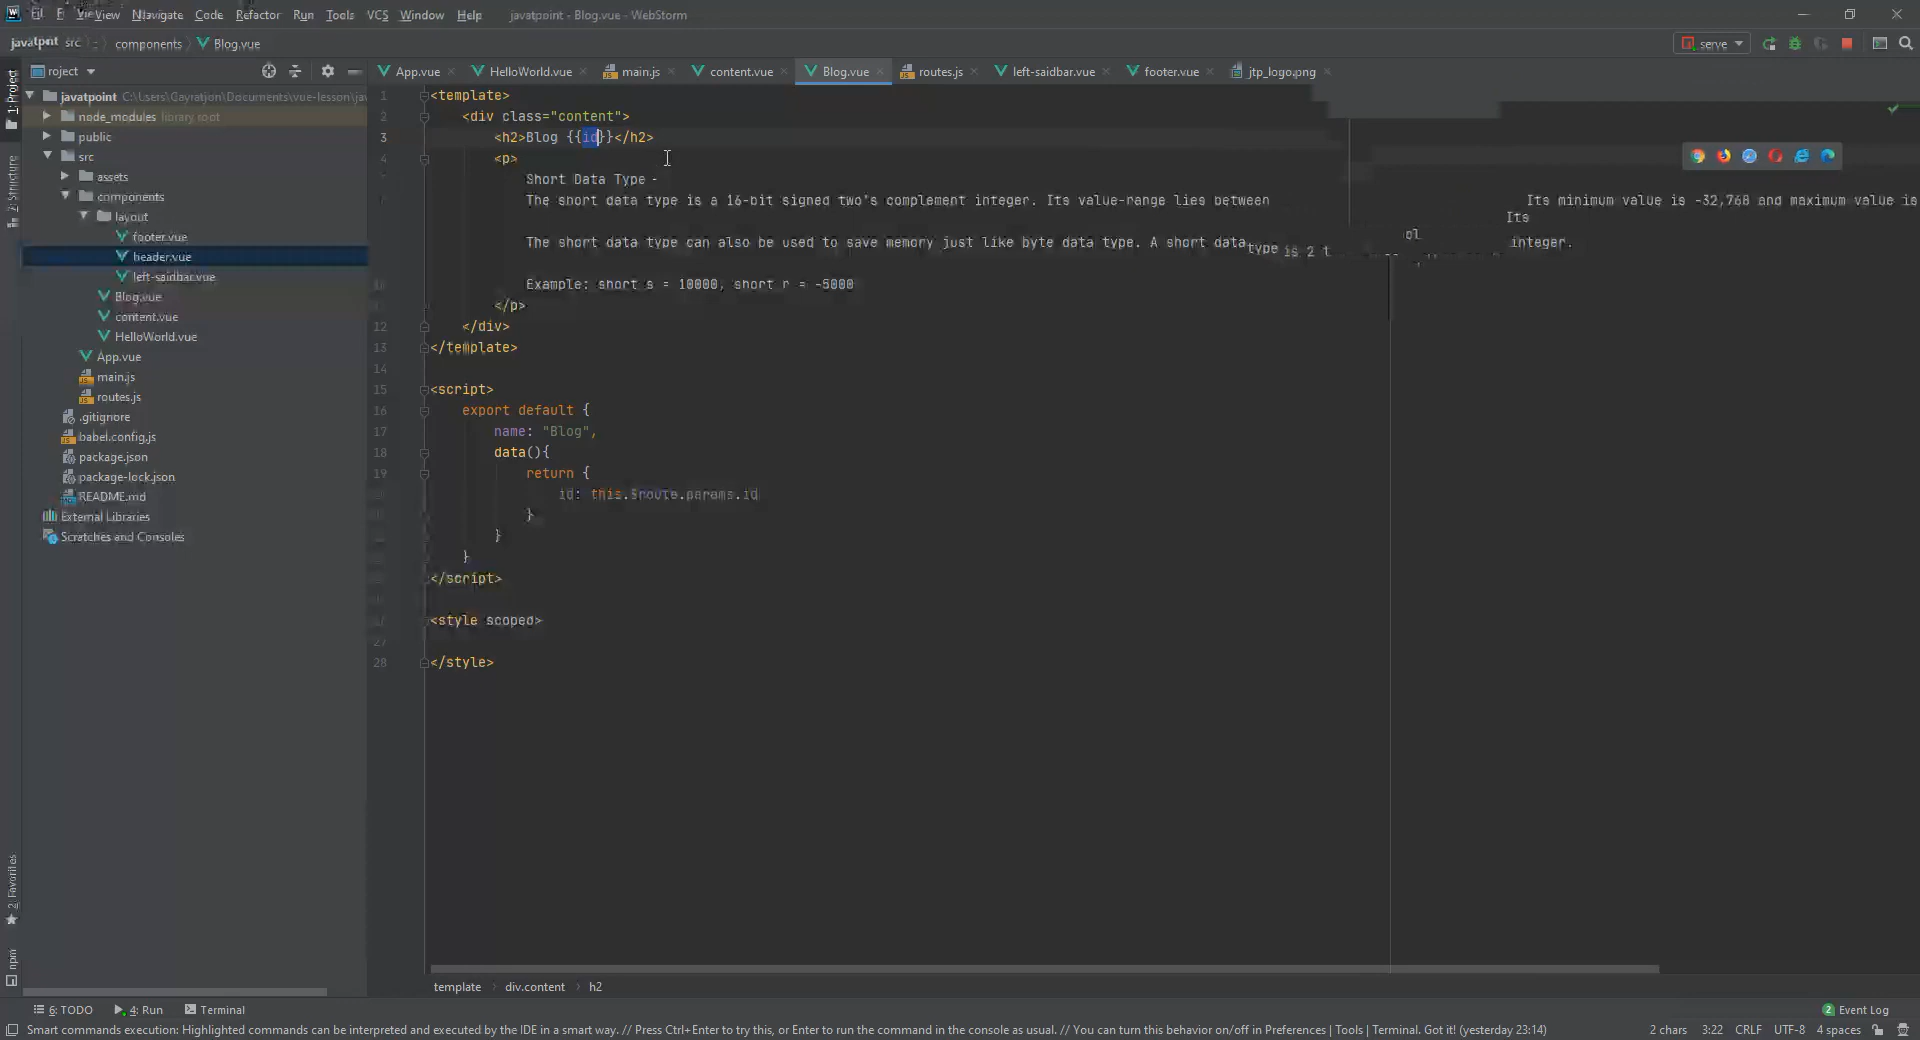 View Navigate Code Refactor Run Tools VCS Window Help javatpoint - Blog.vue - WebStorm
src components Blog.vue serve
roject
App.vue HelloWorld.vue main.js content.vue Blog.vue routes.js left-saidbar.vue footer.vue jtp_logo.png
1: Project
2: Structure
2: Favorites
npm
javatpoint C:\Users\Gayratjon\Documents\vue-lesson\jav
node_modules library root
public
src
assets
components
layout
footer.vue
header.vue
left-saidbar.vue
Blog.vue
content.vue
HelloWorld.vue
App.vue
main.js
routes.js
.gitignore
babel.config.js
package.json
package-lock.json
README.md
External Libraries
Scratches and Consoles
1 <template>
2 <div class="content">
3 <h2>Blog {{id}}</h2>
4 <p>
Short Data Type -
The short data type is a 16-bit signed two's complement integer. Its value-range lies between Its minimum value is -32,768 and maximum value is
Its
The short data type can also be used to save memory just like byte data type. A short data type is 2 t integer.
Example: short s = 10000, short r = -5000
</p>
12 </div>
13 </template>
14
15 <script>
16 export default {
17 name: "Blog",
18 data(){
19 return {
id: this.$route.params.id
}
}
}
</script>
<style scoped>
27
28 </style>
template div.content h2
6: TODO 4: Run Terminal Event Log
Smart commands execution: Highlighted commands can be interpreted and executed by the IDE in a smart way. // Press Ctrl+Enter to try this, or Enter to run the command in the console as usual. // You can turn this behavior on/off in Preferences | Tools | Terminal. Got it! (yesterday 23:14) 2 chars 3:22 CRLF UTF-8 4 spaces